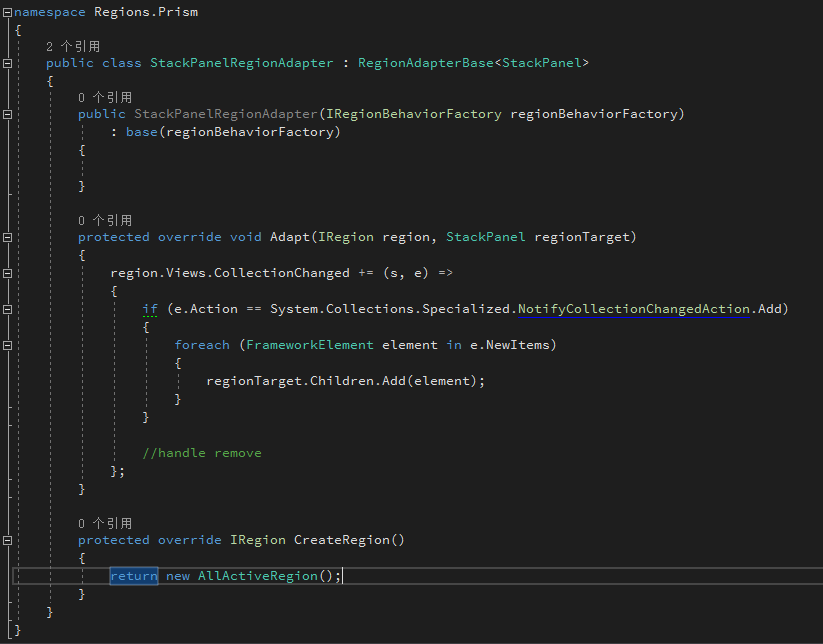 namespace Regions.Prism
{
2 个引用
public class StackPanelRegionAdapter : RegionAdapterBase<StackPanel>
{
0 个引用
public StackPanelRegionAdapter(IRegionBehaviorFactory regionBehaviorFactory)
: base(regionBehaviorFactory)
{
}
0 个引用
protected override void Adapt(IRegion region, StackPanel regionTarget)
{
region.Views.CollectionChanged += (s, e) =>
{
if (e.Action == System.Collections.Specialized.NotifyCollectionChangedAction.Add)
{
foreach (FrameworkElement element in e.NewItems)
{
regionTarget.Children.Add(element);
}
}
//handle remove
};
}
0 个引用
protected override IRegion CreateRegion()
{
return new AllActiveRegion();
}
}
}